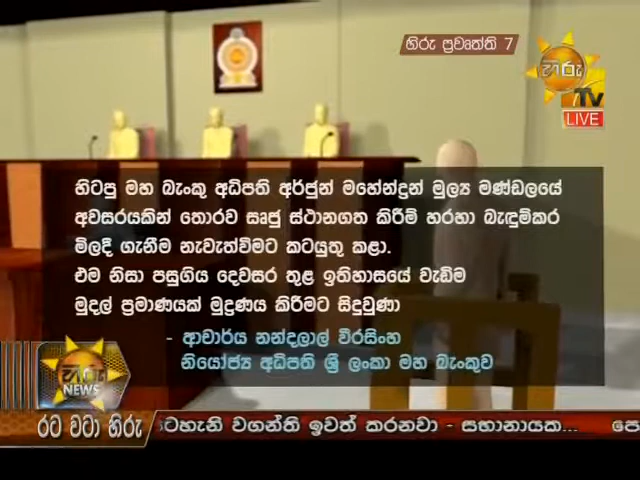 හිරු ප්‍රවෘත්ති 7
හිරු
TV
LIVE
හිටපු මහ බැංකු අධිපති අර්ජුන් මහේන්ද්‍රන් මුල්‍ය මණ්ඩලයේ
අවසරයකින් තොරව සෘජු ස්ථානගත කිරීම් හරහා බැඳුම්කර
මිලදී ගැනීම නැවැත්වීමට කටයුතු කළා.
එම නිසා පසුගිය දෙවසර තුළ ඉතිහාසයේ වැඩිම
මුදල් ප්‍රමාණයක් මුද්‍රණය කිරීමට සිදුවුණා
- ආචාර්ය නන්දලාල් වීරසිංහ
නියෝජ්‍ය අධිපති ශ්‍රී ලංකා මහ බැංකුව
හිරු
NEWS
රට වටා හිරු
වගන්ති ඉවත් කරනවා - සභානායක...